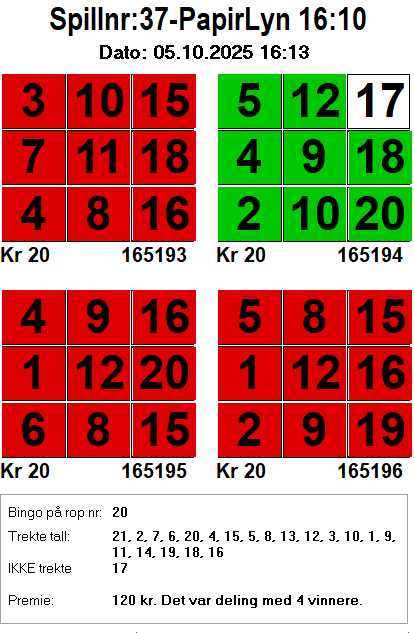 Spillnr:37-PapirLyn 16:10
Dato: 05.10.2025 16:13
3 10 15
7 11 18
4 8 16
Kr 20 165193
5 12 17
4 9 18
2 10 20
Kr 20 165194
4 9 16
1 12 20
6 8 15
Kr 20 165195
5 8 15
1 12 16
2 9 19
Kr 20 165196
Bingo på rop nr: 20
Trekte tall: 21, 2, 7, 6, 20, 4, 15, 5, 8, 13, 12, 3, 10, 1, 9,
11, 14, 19, 18, 16
IKKE trekte 17
Premie: 120 kr. Det var deling med 4 vinnere.